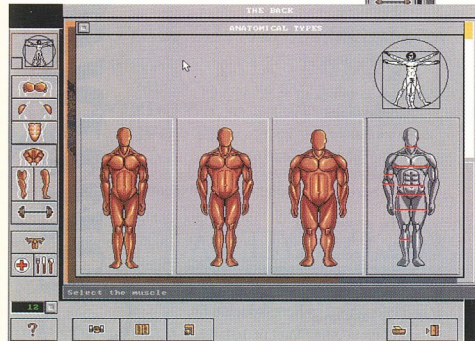 THE BACK
ANATOMICAL TYPES
Select the muscle
12
?